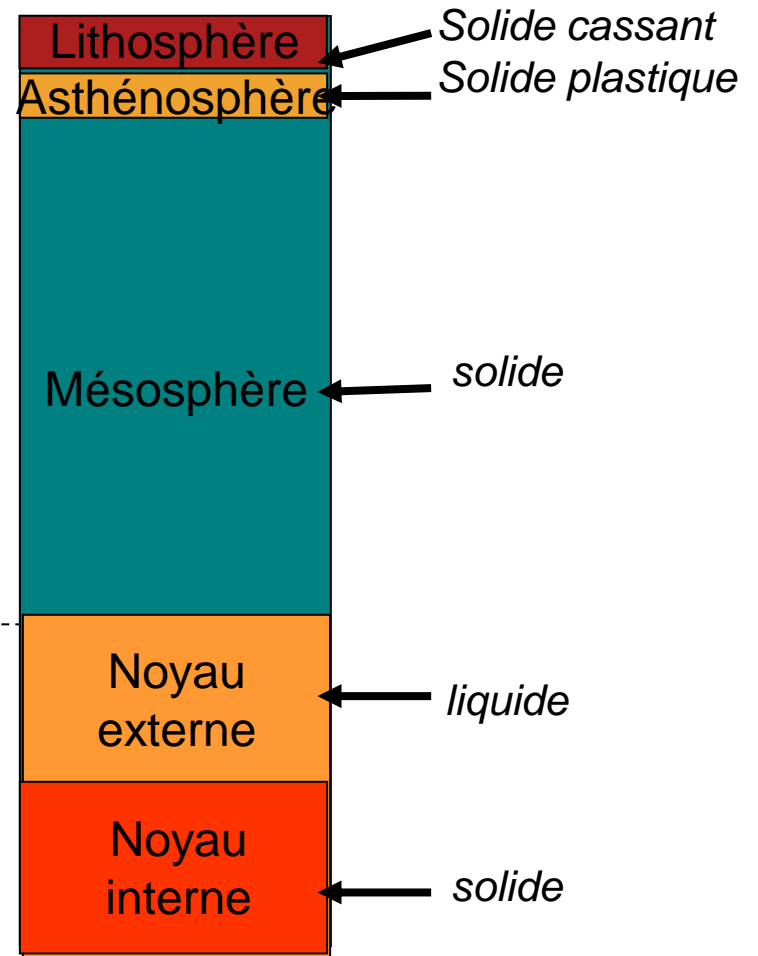 Lithosphère
Solide cassant
Asthénosphère
Solide plastique
Mésosphère
solide
Noyau
externe
liquide
Noyau
interne
solide